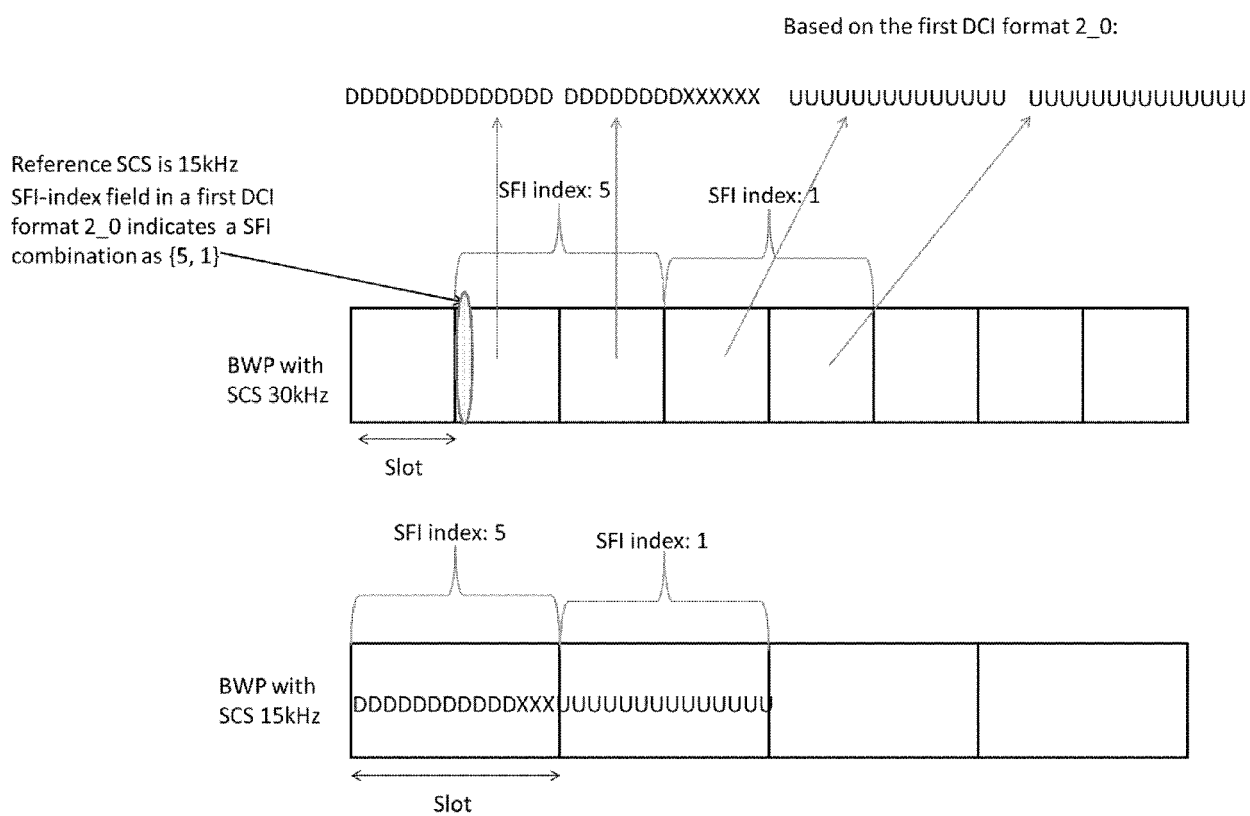 Based on the first DCI format 2_0:
DDDDDDDDDDDDDD DDDDDDDDXXXXXX UUUUUUUUUUUUUU UUUUUUUUUUUUUU
Reference SCS is 15kHz
SFI-index field in a first DCI
format 2_0 indicates a SFI
combination as {5, 1}
SFI index: 5
SFI index: 1
BWP with
SCS 30kHz
Slot
SFI index: 5
SFI index: 1
BWP with
SCS 15kHz
DDDDDDDDDDDXXXUUUUUUUUUUUUUU
Slot